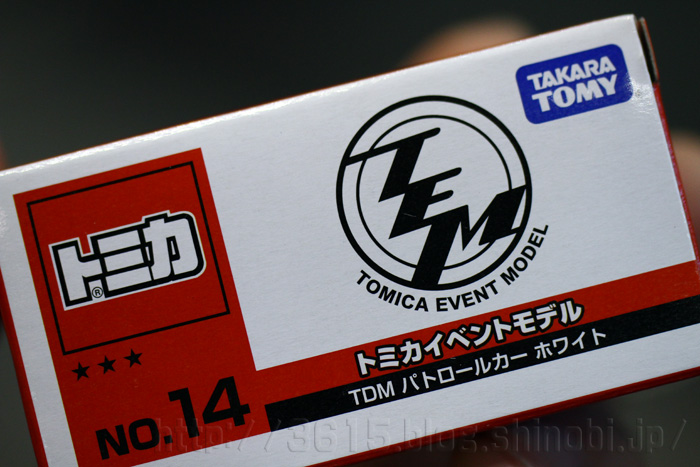 TAKARA
TOMY
TEM
TOMICA EVENT MODEL
トミカ
®
★★★
NO.14
トミカイベントモデル
TDM パトロールカー ホワイト
http://3615.blog.shinobi.jp/